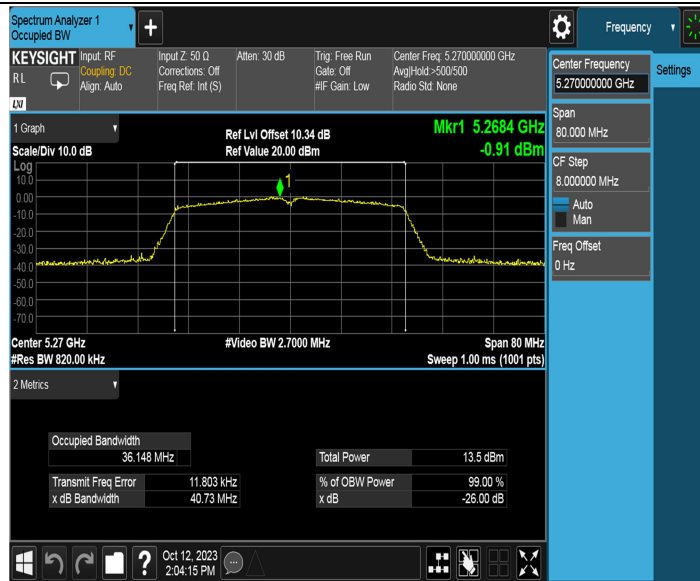 Spectrum Analyzer 1
Occupied BW
Frequency
KEYSIGHT
RL
LXI
Input: RF
Coupling: DC
Align: Auto
Input Z: 50 Ω
Corrections: Off
Freq Ref: Int (S)
Atten: 30 dB
Trig: Free Run
Gate: Off
#IF Gain: Low
Center Freq: 5.270000000 GHz
Avg|Hold:>500/500
Radio Std: None
Center Frequency
5.270000000 GHz
Settings
Span
80.000 MHz
CF Step
8.000000 MHz
Auto
Man
Freq Offset
0 Hz
1 Graph
Scale/Div 10.0 dB
Ref Lvl Offset 10.34 dB
Ref Value 20.00 dBm
Mkr1 5.2684 GHz
-0.91 dBm
Log
10.0
0.00
-10.0
-20.0
-30.0
-40.0
-50.0
-60.0
-70.0
1
Center 5.27 GHz
#Res BW 820.00 kHz
#Video BW 2.7000 MHz
Span 80 MHz
Sweep 1.00 ms (1001 pts)
2 Metrics
Occupied Bandwidth
36.148 MHz
Total Power 13.5 dBm
Transmit Freq Error 11.803 kHz
% of OBW Power 99.00 %
x dB Bandwidth 40.73 MHz
x dB -26.00 dB
?
Oct 12, 2023
2:04:15 PM